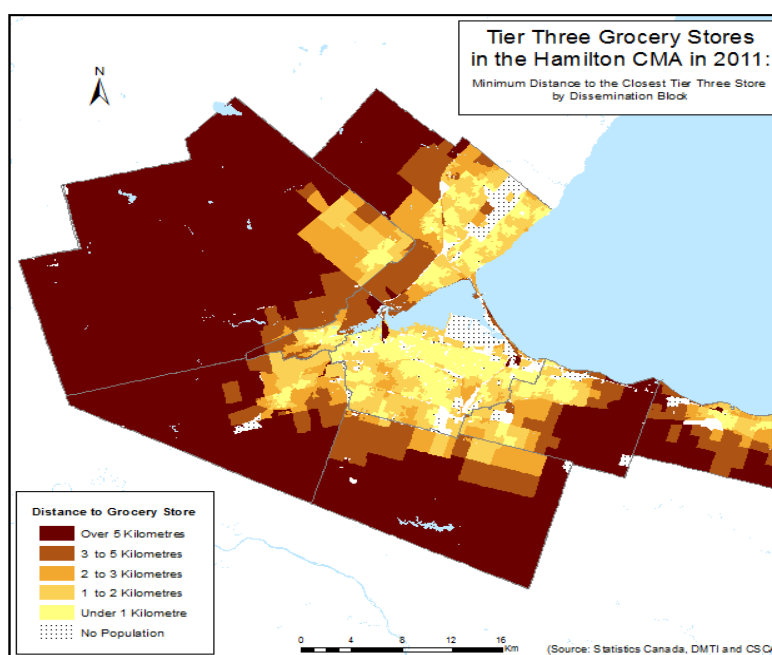 Tier Three Grocery Stores
in the Hamilton CMA in 2011:
Minimum Distance to the Closest Tier Three Store
by Dissemination Block
N
Distance to Grocery Store
Over 5 Kilometres
3 to 5 Kilometres
2 to 3 Kilometres
1 to 2 Kilometres
Under 1 Kilometre
No Population
0 2 4 8 12 16
Km
(Source: Statistics Canada, DMTI and CSCA